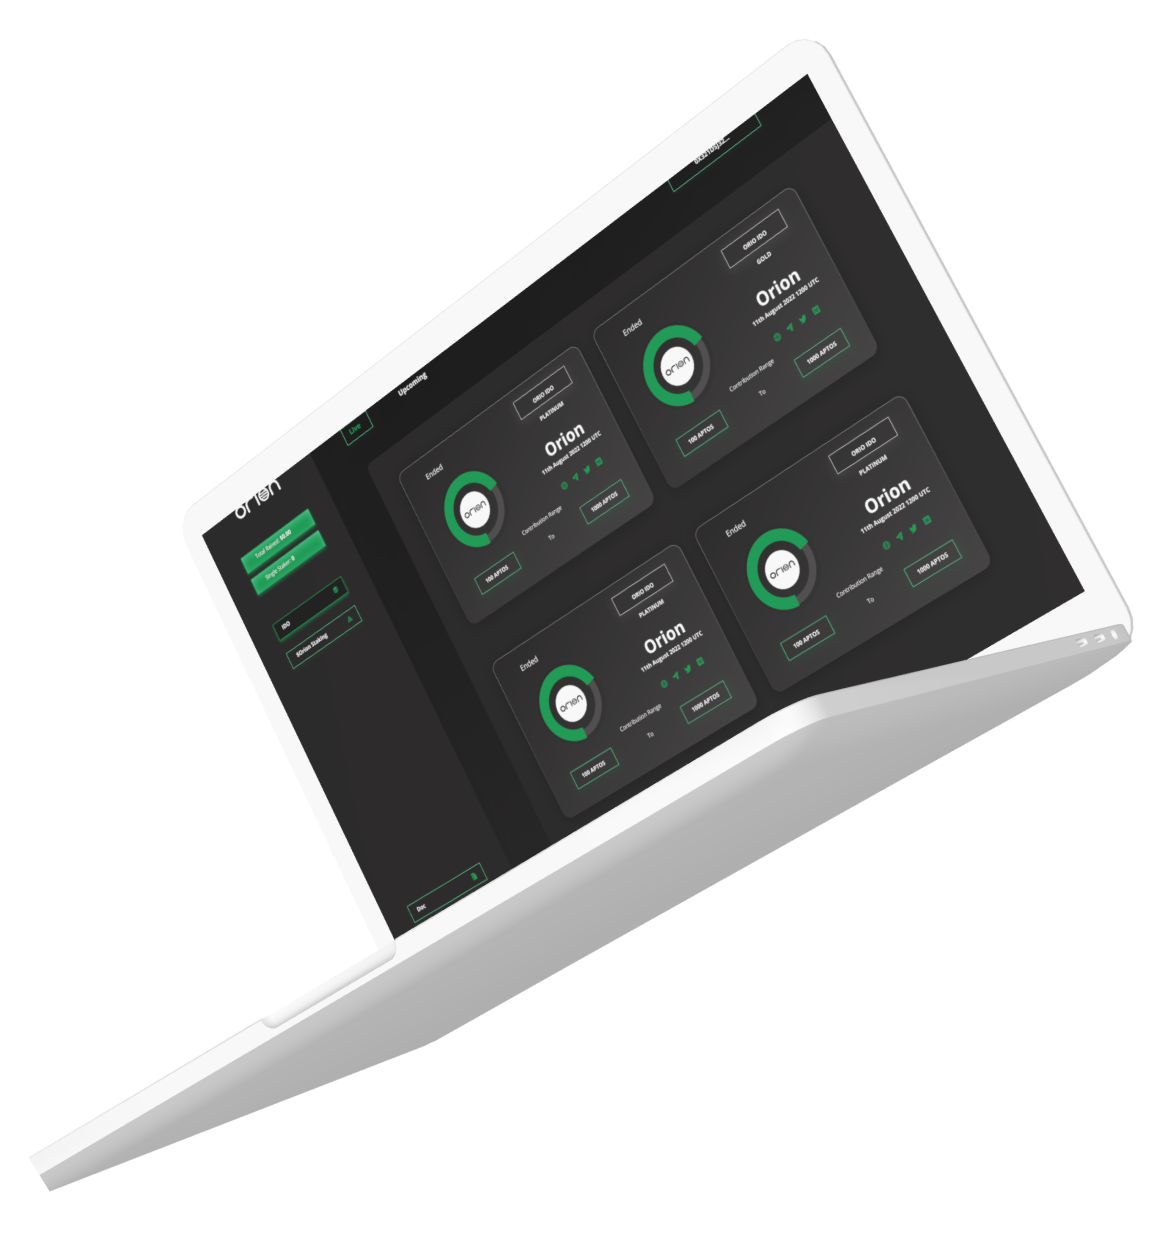 Orion
Total Raised: $0.00
Single Staker: 0
IDO
$Orion Staking
Doc
Live
Upcoming
Ended
ORIO IDO
PLATINUM
Orion
11th August 2022 1200 UTC
Contribution Range
100 APTOS
To
1000 APTOS
Orion
Ended
ORIO IDO
GOLD
Orion
11th August 2022 1200 UTC
Contribution Range
100 APTOS
To
1000 APTOS
Orion
Ended
ORIO IDO
PLATINUM
Orion
11th August 2022 1200 UTC
Contribution Range
100 APTOS
To
1000 APTOS
Orion
Ended
ORIO IDO
PLATINUM
Orion
11th August 2022 1200 UTC
Contribution Range
100 APTOS
To
1000 APTOS
Orion